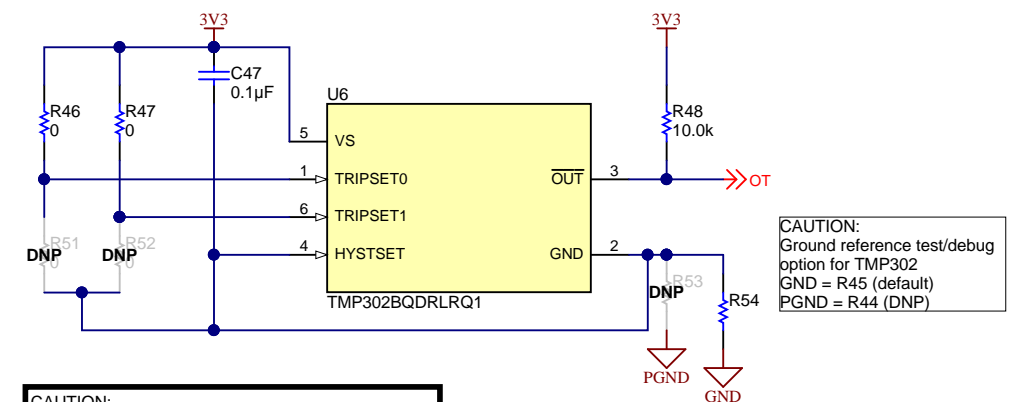 3V3
3V3
R46
0
R47
0
C47
0.1µF
U6
R48
10.0k
5
VS
1
TRIPSET0
OUT
3
OT
6
TRIPSET1
4
HYSTSET
GND
2
R51
0
DNP
R52
0
DNP
R53
DNP
R54
TMP302BQDRLRQ1
PGND
GND
CAUTION:
Ground reference test/debug
option for TMP302
GND = R45 (default)
PGND = R44 (DNP)
CAUTION: